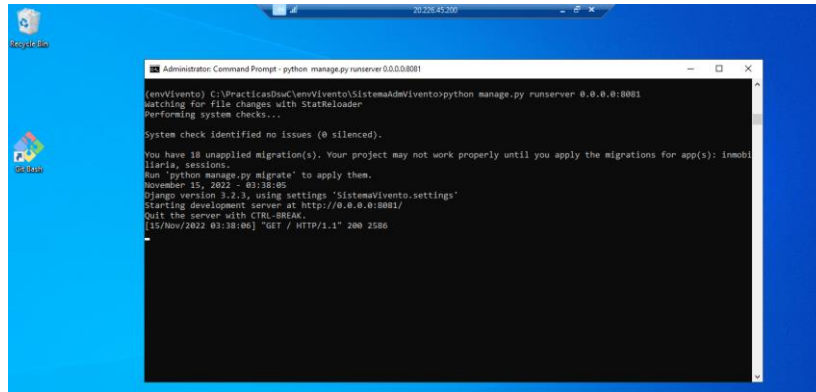 20.226.45.200
Recycle Bin
Administrator: Command Prompt - python manage.py runserver 0.0.0.0:8081
(envVivento) C:\PracticasDswC\envVivento\SistemaAdmVivento>python manage.py runserver 0.0.0.0:8081
Watching for file changes with StatReloader
Performing system checks...
System check identified no issues (0 silenced).
You have 18 unapplied migration(s). Your project may not work properly until you apply the migrations for app(s): inmobi
liaria, sessions.
Run 'python manage.py migrate' to apply them.
November 15, 2022 - 03:38:05
Django version 3.2.3, using settings 'SistemaVivento.settings'
Starting development server at http://0.0.0.0:8081/
Quit the server with CTRL-BREAK.
[15/Nov/2022 03:38:06] "GET / HTTP/1.1" 200 2586
Git Bash